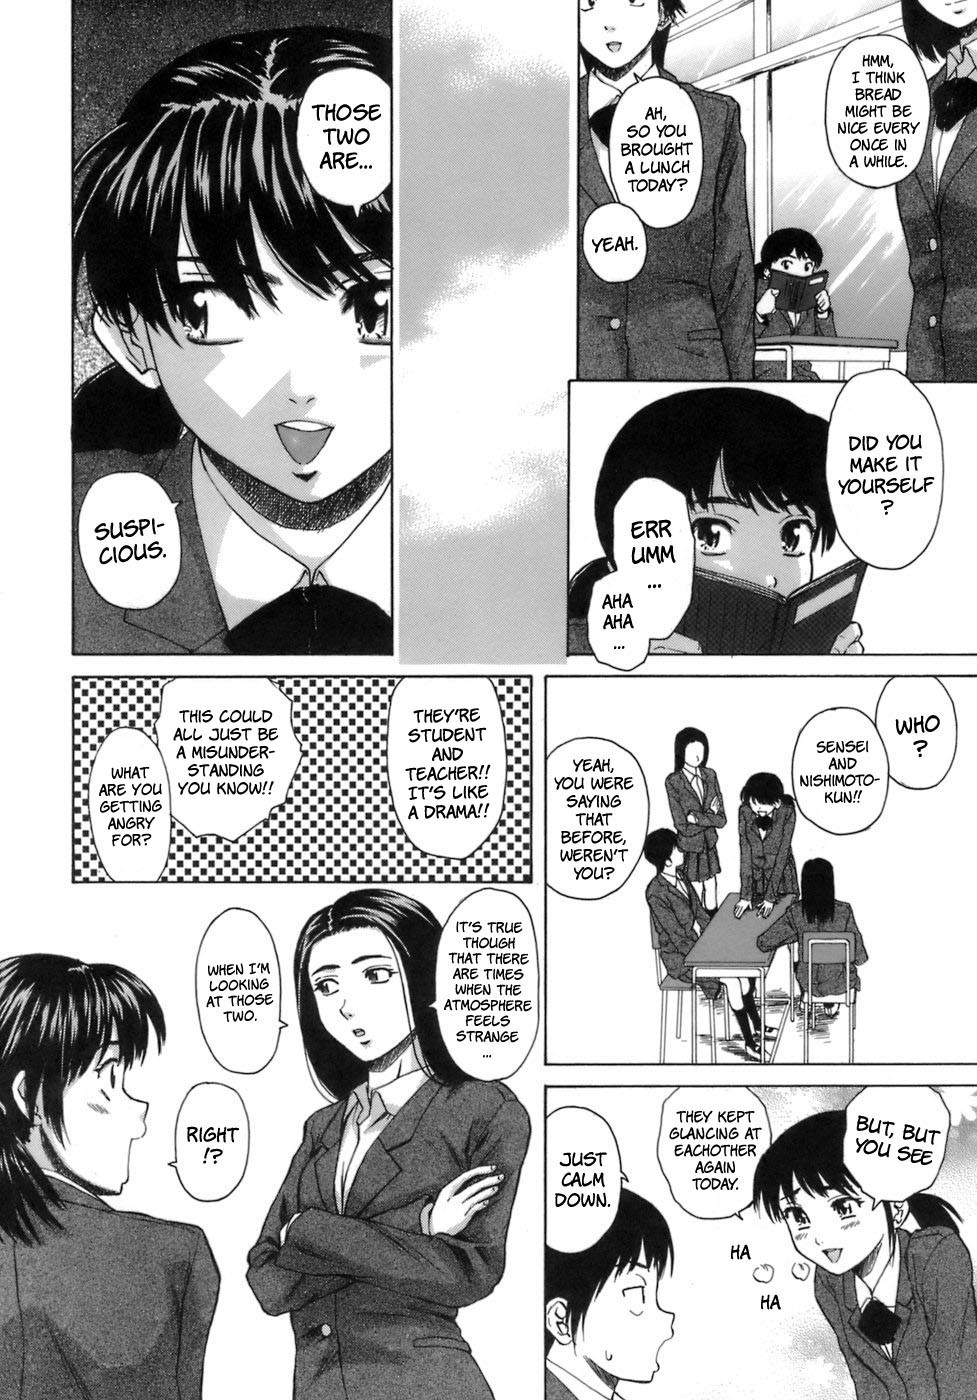 HMM,
I THINK
BREAD
MIGHT BE
NICE EVERY
ONCE IN
A WHILE.
AH,
SO YOU
BROUGHT
A LUNCH
TODAY?
YEAH.
DID YOU
MAKE IT
YOURSELF
?
ERR
UMM
...
AHA
AHA
...
THOSE
TWO
ARE...
SUSPI-
CIOUS.
WHO
?
SENSEI
AND
NISHIMOTO-
KUN!!
YEAH,
YOU WERE
SAYING
THAT
BEFORE,
WEREN'T
YOU?
THEY'RE
STUDENT
AND
TEACHER!!
IT'S LIKE
A DRAMA!!
THIS COULD
ALL JUST BE
A MISUNDER-
STANDING
YOU KNOW!!
WHAT
ARE YOU
GETTING
ANGRY
FOR?
BUT, BUT
YOU SEE
THEY KEPT
GLANCING AT
EACHOTHER
AGAIN
TODAY.
HA
HA
JUST
CALM
DOWN.
IT'S TRUE
THOUGH
THAT THERE
ARE TIMES
WHEN THE
ATMOSPHERE
FEELS
STRANGE
...
WHEN I'M
LOOKING
AT THOSE
TWO.
RIGHT
!?